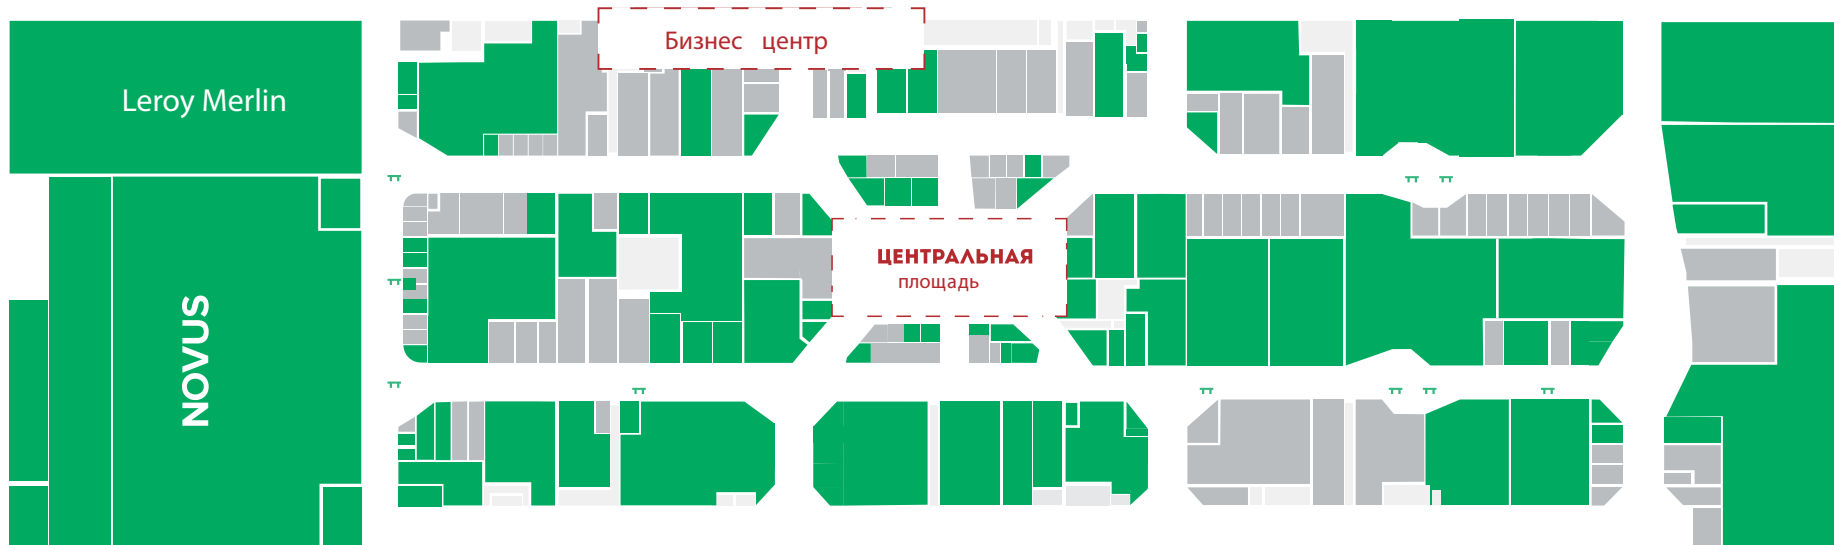 Бизнес центр
Leroy Merlin
ЦЕНТРАЛЬНАЯ
площадь
NOVUS